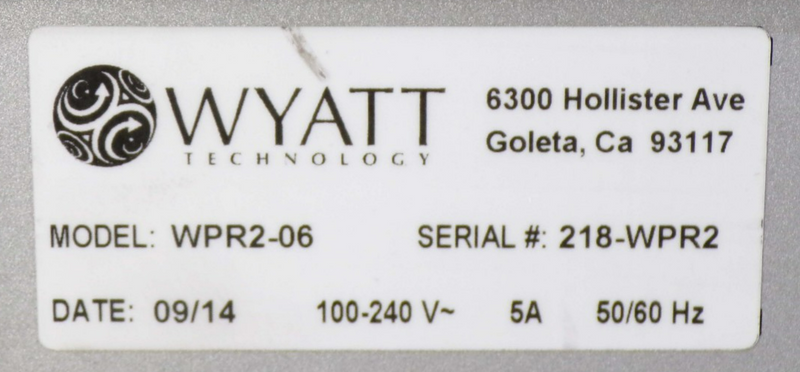 WYATT
TECHNOLOGY
6300 Hollister Ave
Goleta, Ca 93117
MODEL: WPR2-06 SERIAL #: 218-WPR2
DATE: 09/14 100-240 V~ 5A 50/60 Hz